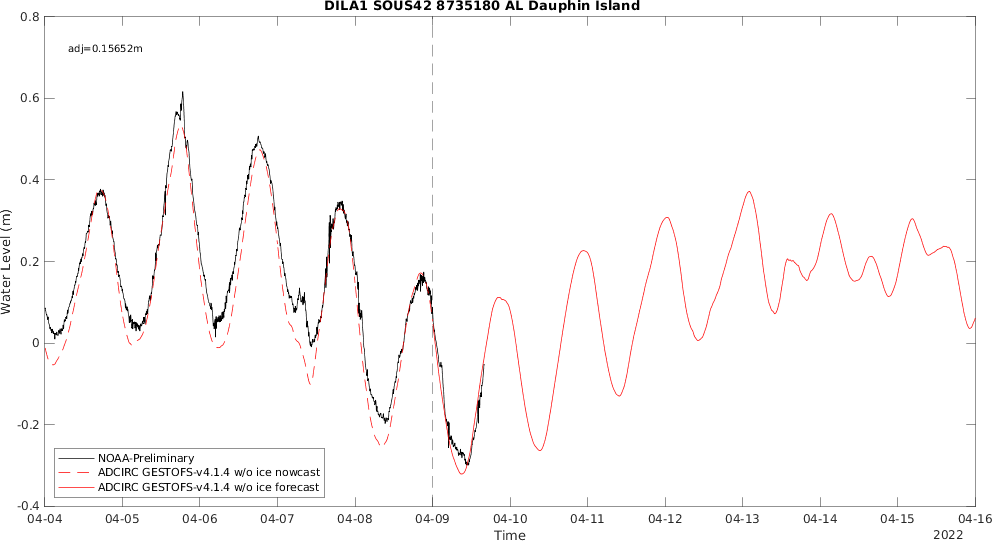 DILA1 SOUS42 8735180 AL Dauphin Island
adj=0.15652m
0.8
0.6
0.4
0.2
0
-0.2
-0.4
Water Level (m)
NOAA-Preliminary
ADCIRC GESTOFS-v4.1.4 w/o ice nowcast
ADCIRC GESTOFS-v4.1.4 w/o ice forecast
04-04 04-05 04-06 04-07 04-08 04-09 04-10 04-11 04-12 04-13 04-14 04-15 04-16
Time
2022